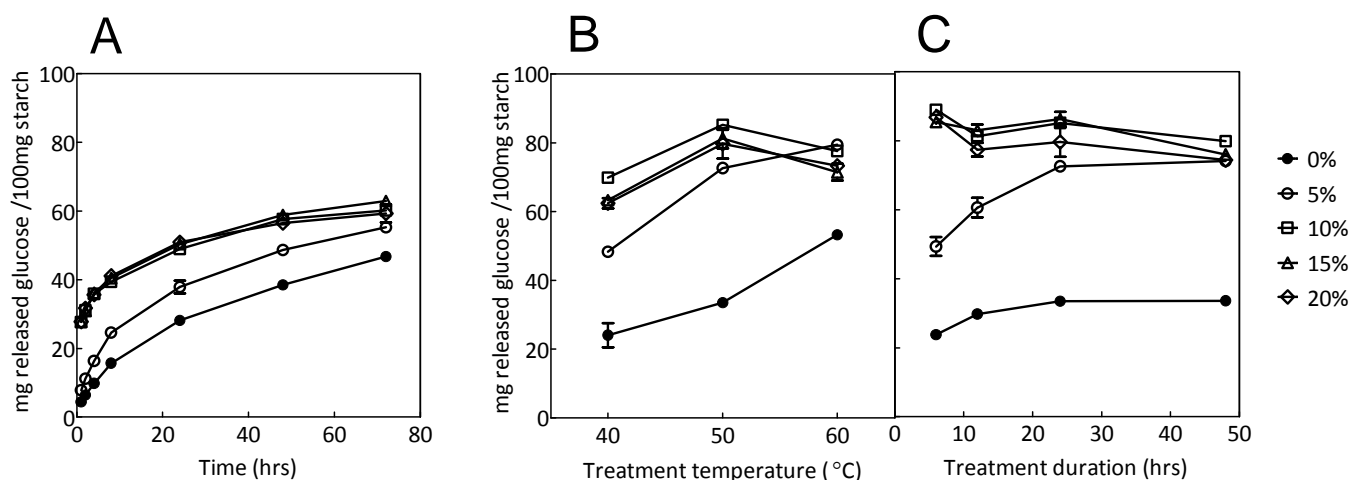 A
B
C
mg released glucose /100mg starch
100
80
60
40
20
0
0 20 40 60 80
Time (hrs)
mg released glucose /100mg starch
100
80
60
40
20
0
40 50 60
Treatment temperature ( °C)
0 10 20 30 40 50
Treatment duration (hrs)
0%
5%
10%
15%
20%